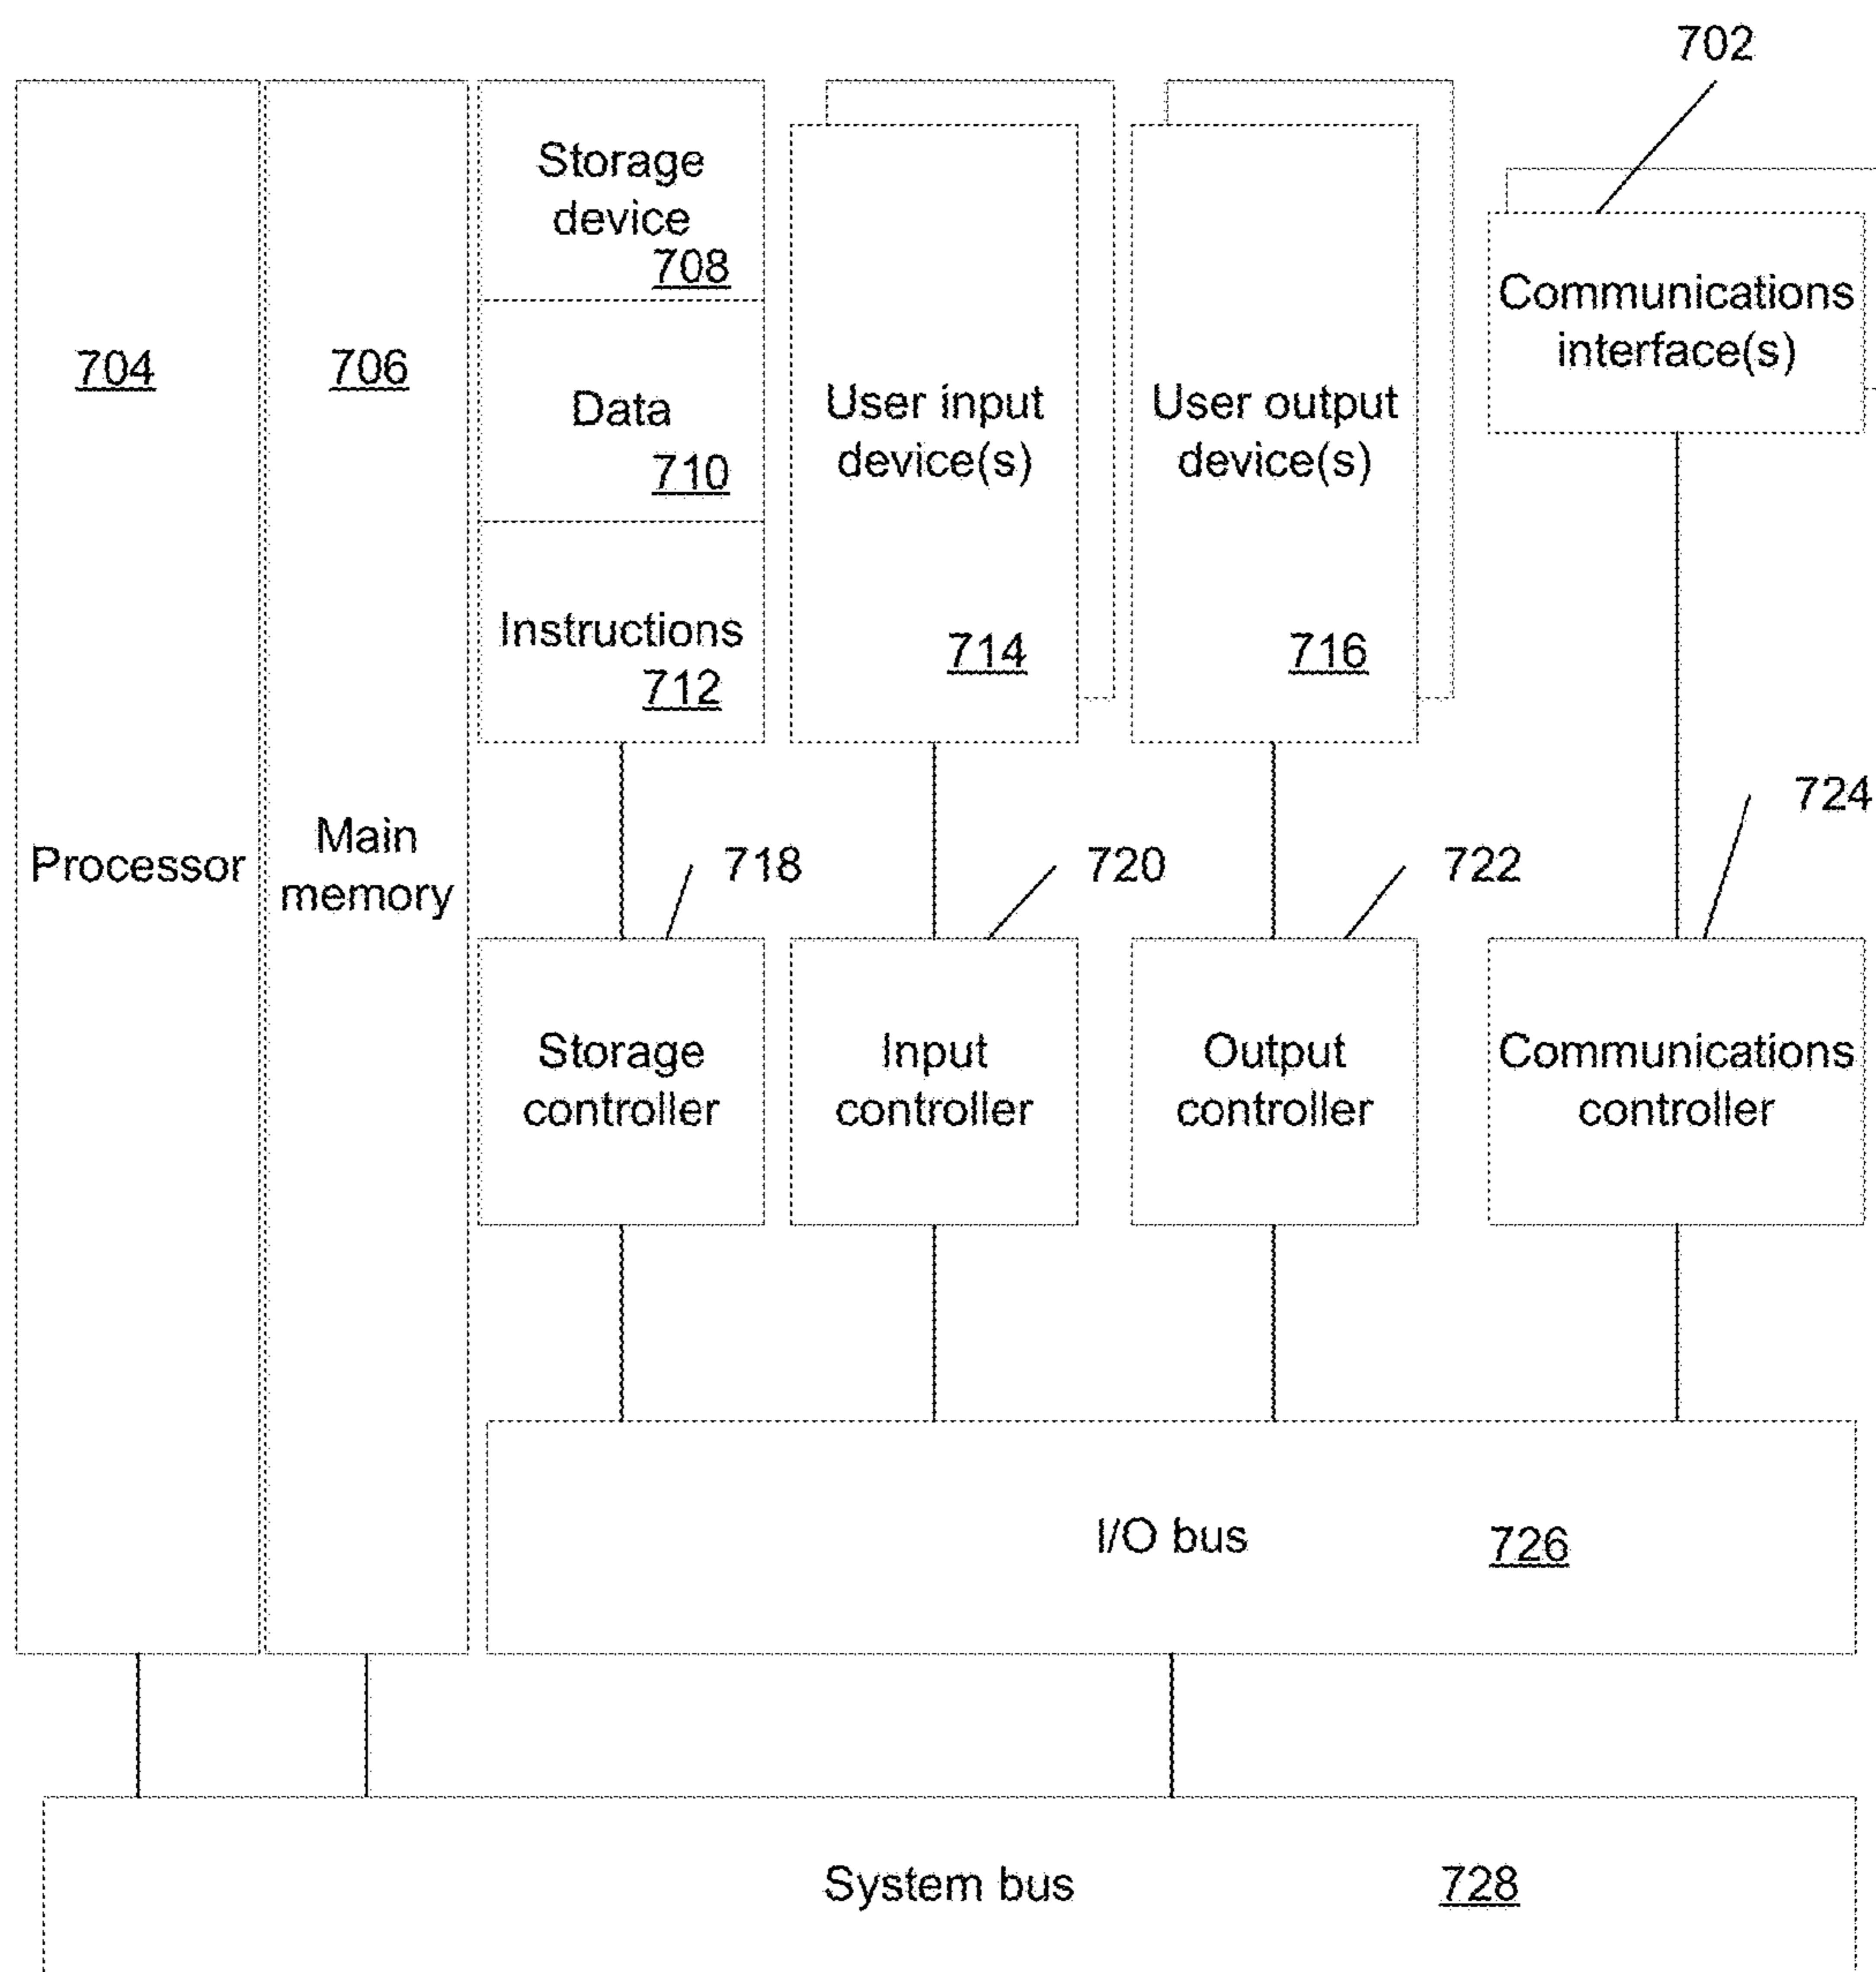 702
Storage
device
708
Communications
interface(s)
704
706
Data
710
User input
device(s)
User output
device(s)
Instructions
712
714
716
724
Processor
Main
memory
718
720
722
Storage
controller
Input
controller
Output
controller
Communications
controller
I/O bus
726
System bus
728